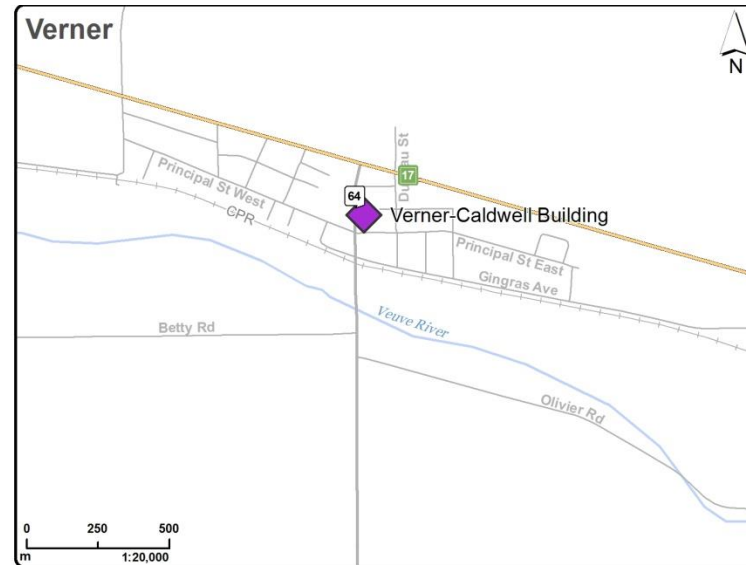 Verner
N
17
Principal St West
64
CPR
Verner-Caldwell Building
Principal St East
Gingras Ave
Veuve River
Betty Rd
Olivier Rd
0 250 500
m 1:20,000